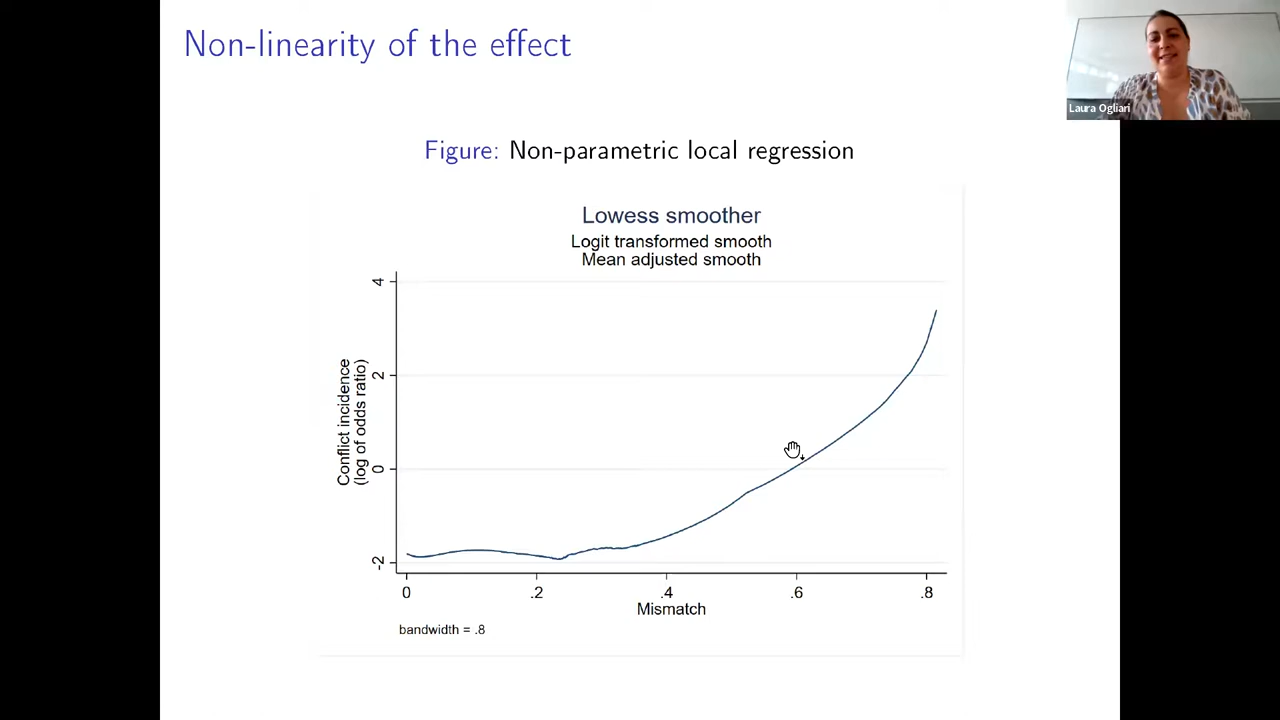 Non-linearity of the effect
Laura Ogliari
Figure: Non-parametric local regression
Lowess smoother
Logit transformed smooth
Mean adjusted smooth
Conflict incidence
(log of odds ratio)
4
2
0
-2
0 .2 .4 .6 .8
Mismatch
bandwidth = .8